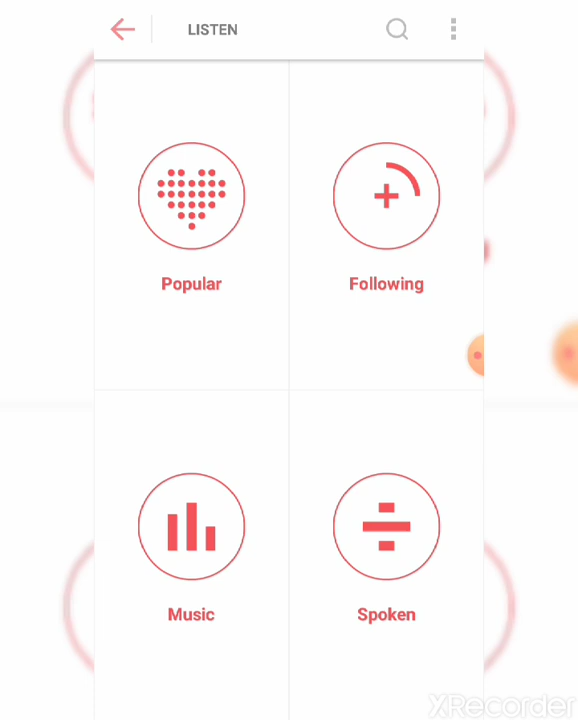 LISTEN
Popular
Following
Music
Spoken
XRecorder